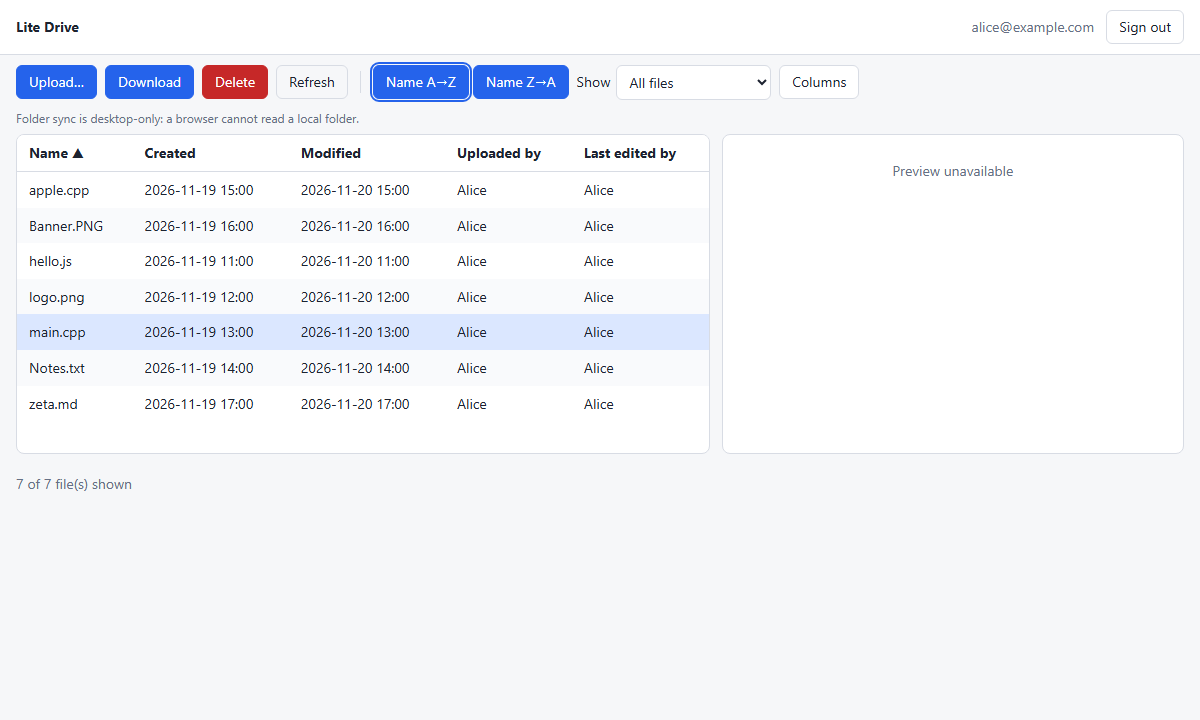 Lite Drive alice@example.com Sign out
Upload... Download Delete Refresh Name A→Z Name Z→A Show All files Columns
Folder sync is desktop-only: a browser cannot read a local folder.
Name ▲ Created Modified Uploaded by Last edited by
Preview unavailable
apple.cpp 2026-11-19 15:00 2026-11-20 15:00 Alice Alice
Banner.PNG 2026-11-19 16:00 2026-11-20 16:00 Alice Alice
hello.js 2026-11-19 11:00 2026-11-20 11:00 Alice Alice
logo.png 2026-11-19 12:00 2026-11-20 12:00 Alice Alice
main.cpp 2026-11-19 13:00 2026-11-20 13:00 Alice Alice
Notes.txt 2026-11-19 14:00 2026-11-20 14:00 Alice Alice
zeta.md 2026-11-19 17:00 2026-11-20 17:00 Alice Alice
7 of 7 file(s) shown